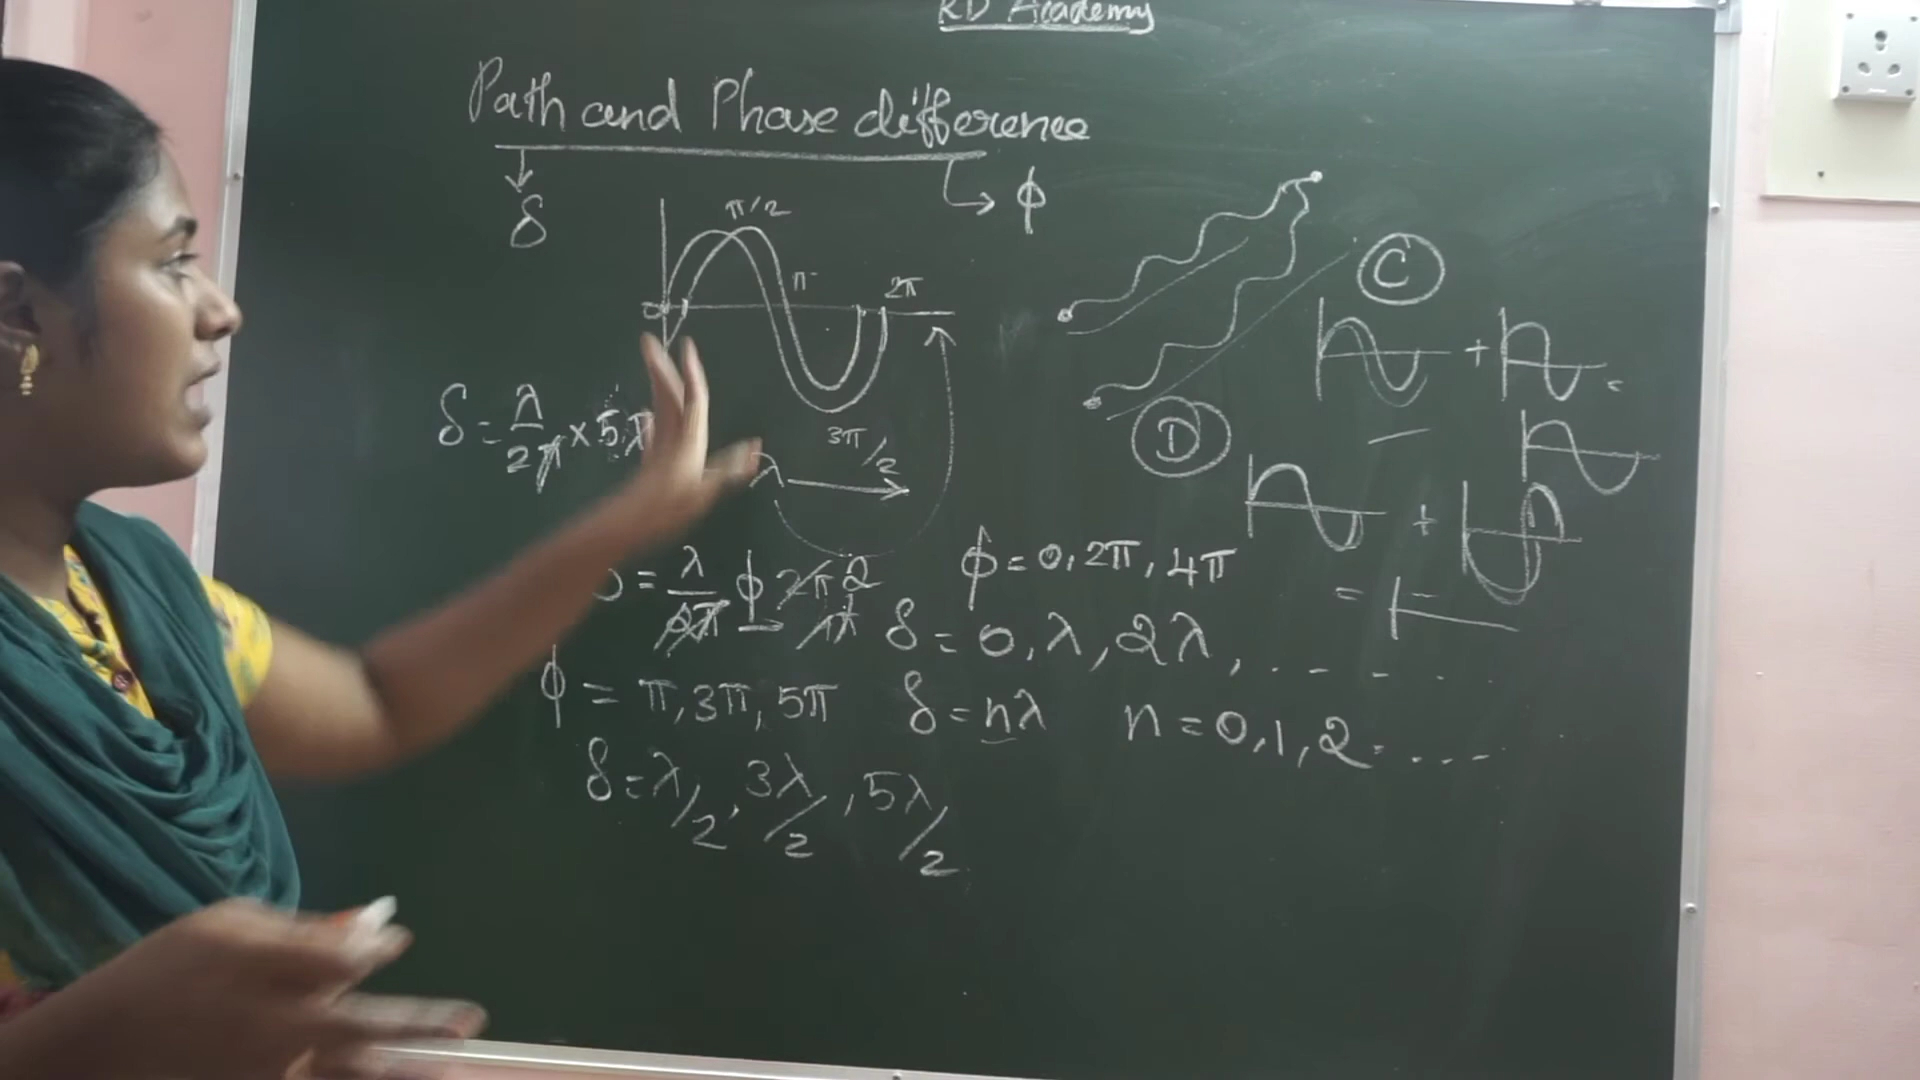 RD Academy
Path and Phase difference
δ
ϕ
π/2
π
2π
3π/2
λ
C
+
=
D
+
=
δ = λ/2π × 5π
= λ/2π ϕ 2π 2
ϕ = 0, 2π, 4π
δ = 0, λ, 2λ, ......
ϕ = π, 3π, 5π
δ = nλ n = 0, 1, 2 ....
δ = λ/2, 3λ/2, 5λ/2